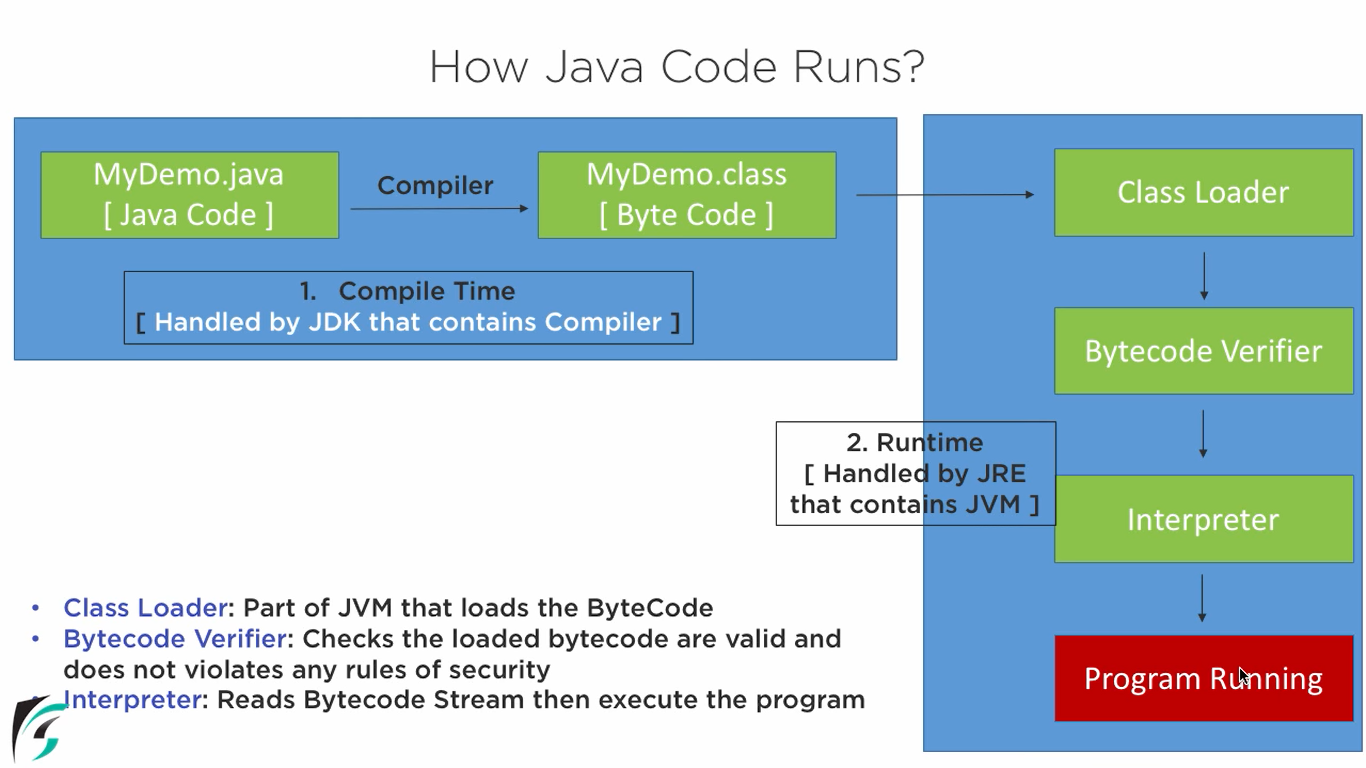 How Java Code Runs?
MyDemo.java
[ Java Code ]
Compiler
MyDemo.class
[ Byte Code ]
1. Compile Time
[ Handled by JDK that contains Compiler ]
Class Loader
Bytecode Verifier
2. Runtime
[ Handled by JRE
that contains JVM ]
Interpreter
Program Running
• Class Loader: Part of JVM that loads the ByteCode
• Bytecode Verifier: Checks the loaded bytecode are valid and
does not violates any rules of security
• Interpreter: Reads Bytecode Stream then execute the program